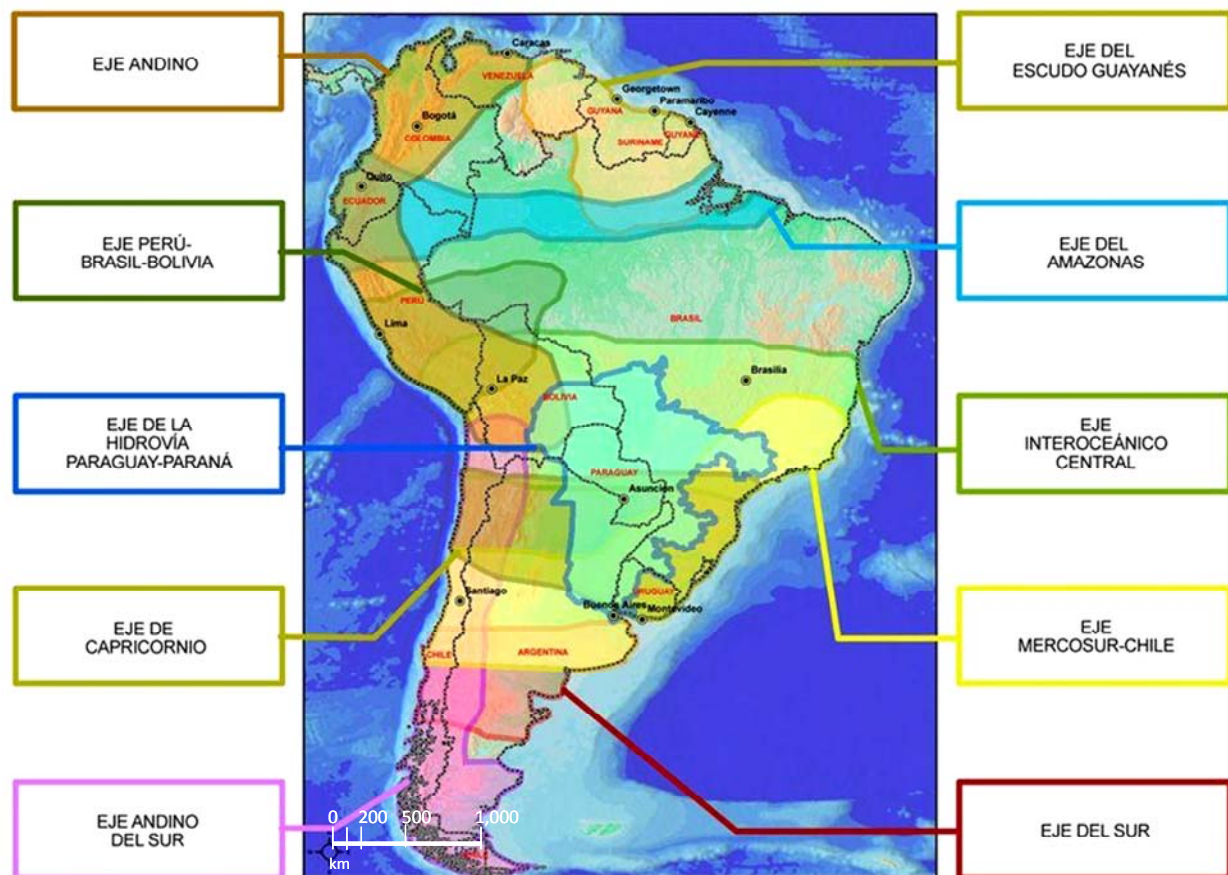 EJE ANDINO
EJE PERÚ-
BRASIL-BOLIVIA
EJE DE LA
HIDROVÍA
PARAGUAY-PARANÁ
EJE DE
CAPRICORNIO
EJE ANDINO
DEL SUR
Caracas
VENEZUELA
Georgetown
Paramaribo
GUYANA
Cayenne
Bogotá
COLOMBIA
SURINAME
GUYANE
Quito
ECUADOR
PERÚ
BRASIL
Lima
La Paz
Brasilia
BOLIVIA
PARAGUAY
Asunción
Santiago
URUGUAY
Buenos Aires
Montevideo
CHILE
ARGENTINA
0 200 500 1,000
km
EJE DEL
ESCUDO GUAYANÉS
EJE DEL
AMAZONAS
EJE
INTEROCEÁNICO
CENTRAL
EJE
MERCOSUR-CHILE
EJE DEL SUR